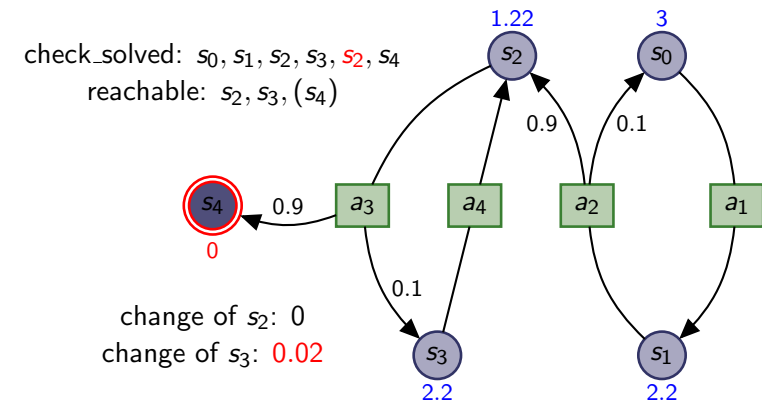 1.22
3
check_solved: s0, s1, s2, s3, s2, s4
s2
s0
reachable: s2, s3, (s4)
0.9
0.1
s4
0.9
a3
a4
a2
a1
0
0.1
change of s2: 0
change of s3: 0.02
s3
s1
2.2
2.2